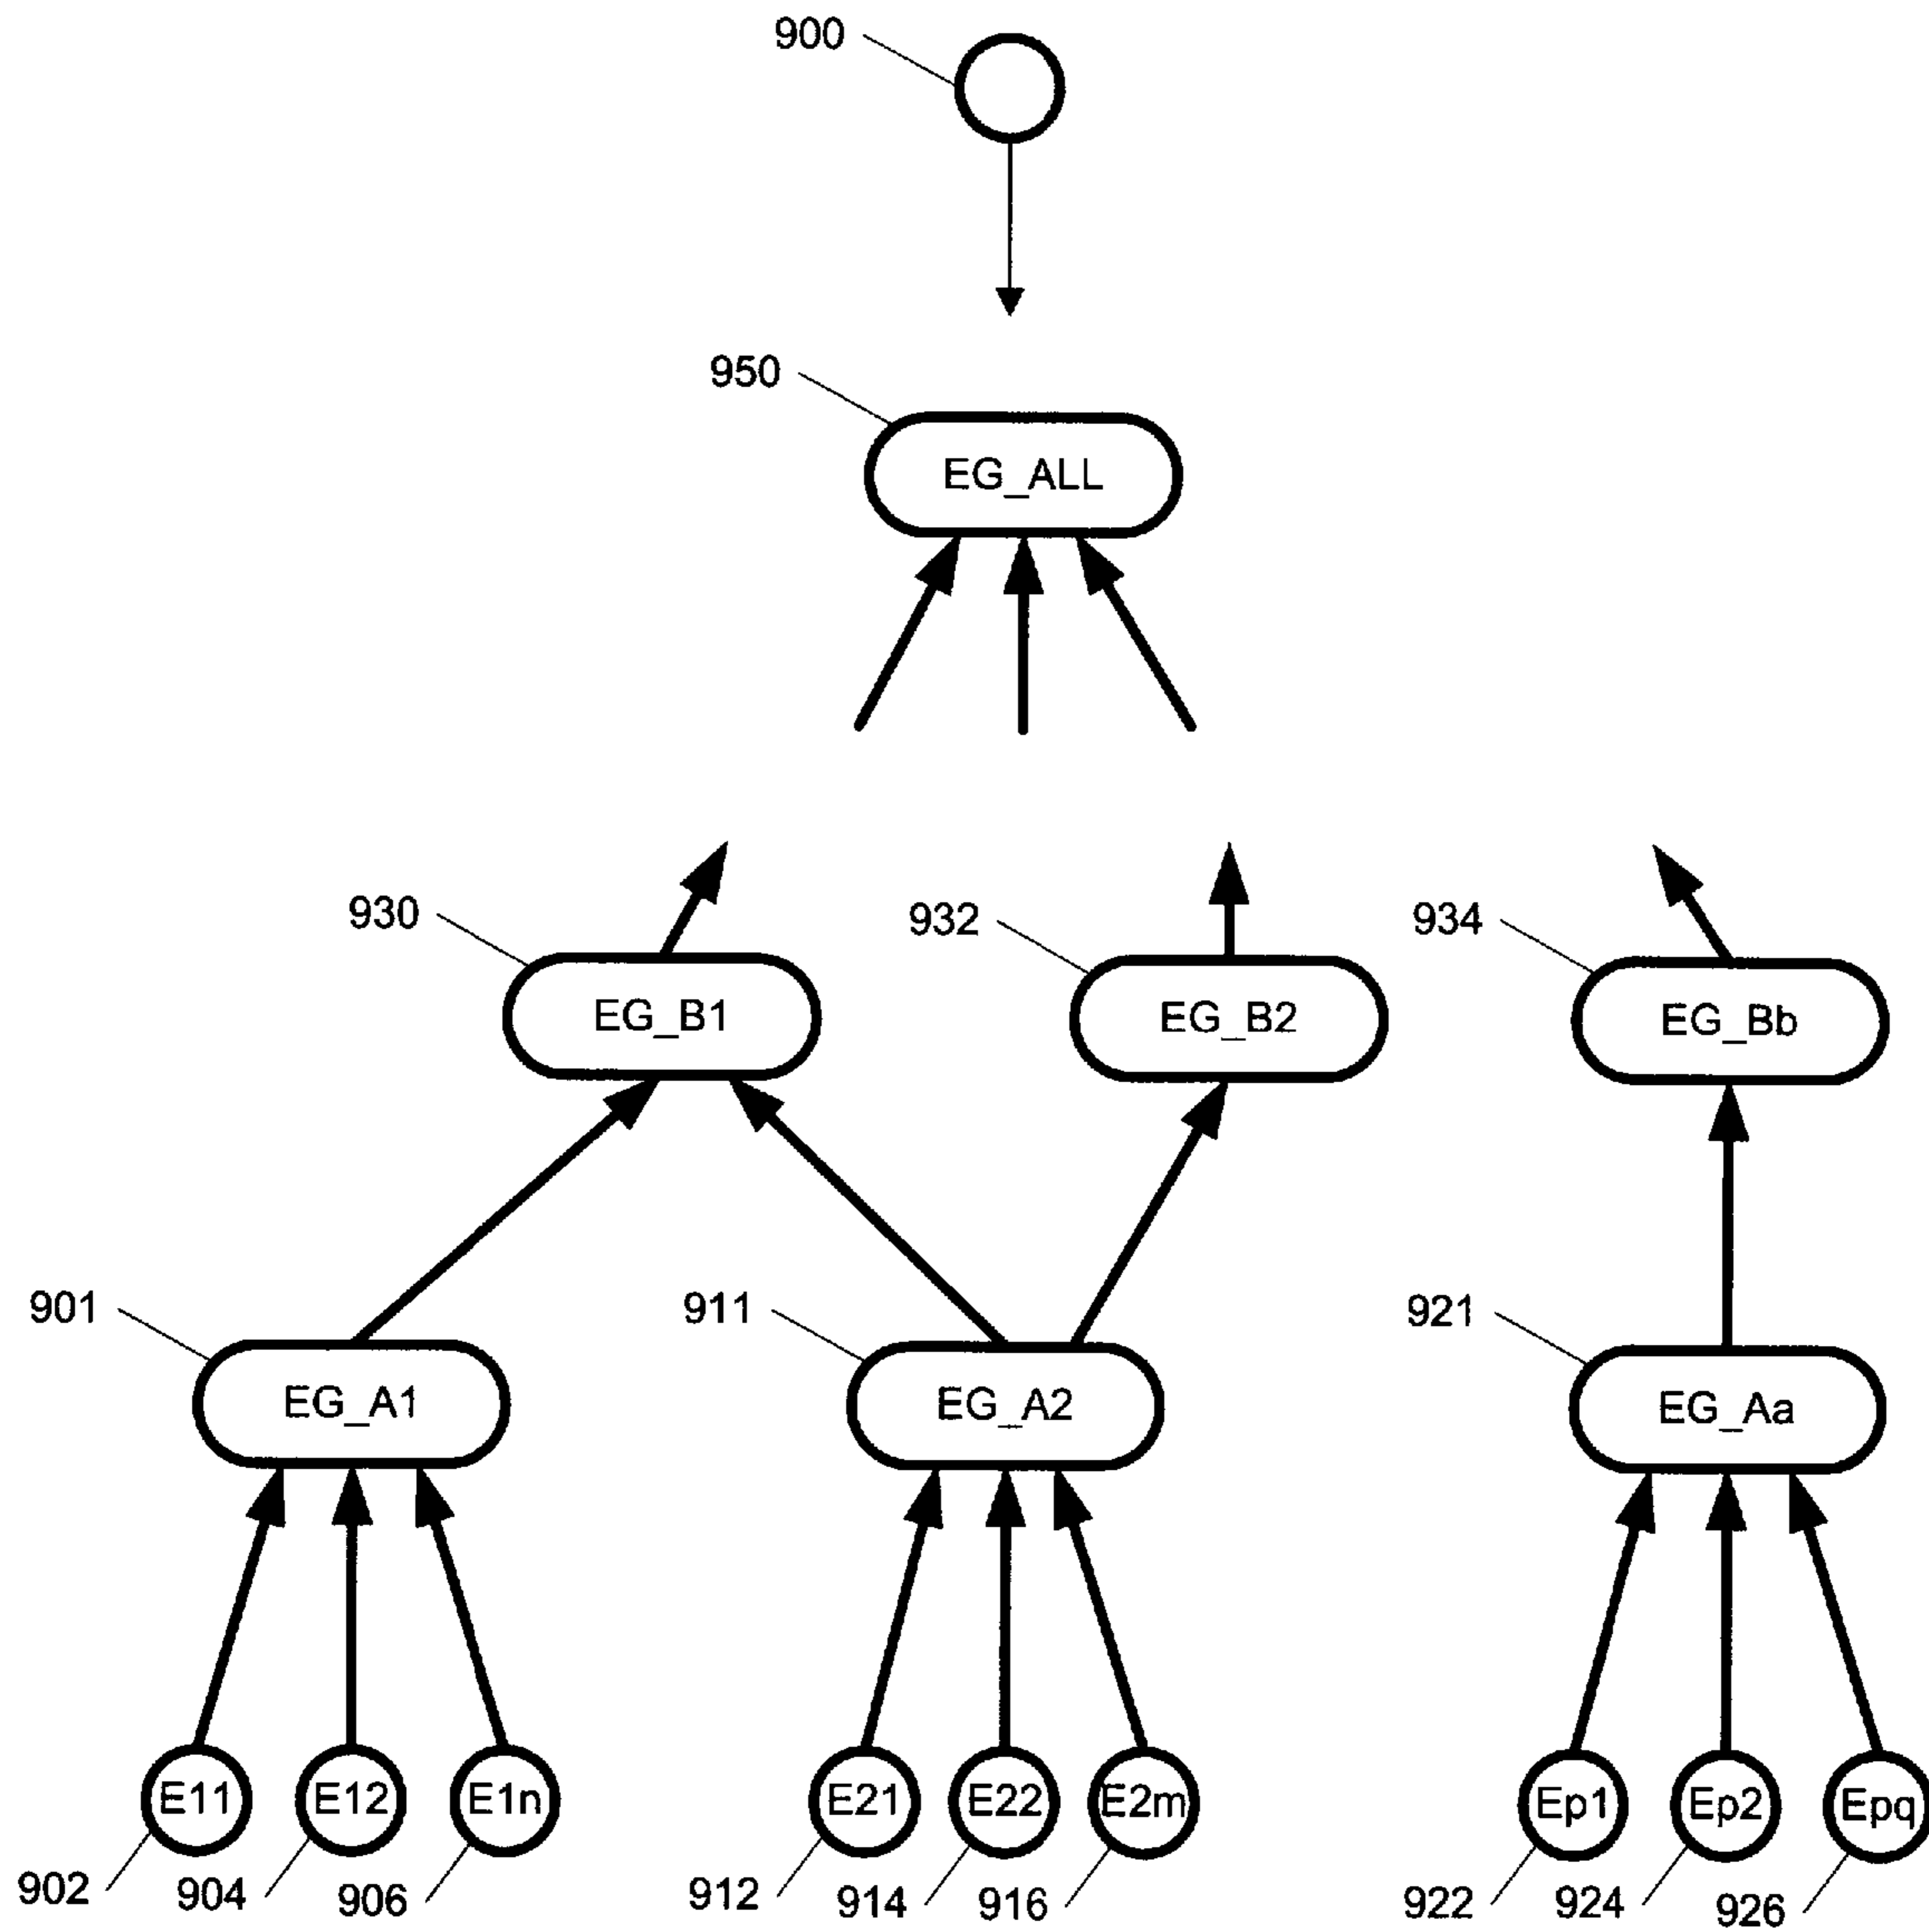 900
950
EG_ALL
930
932
934
EG_B1
EG_B2
EG_Bb
901
911
921
EG_A1
EG_A2
EG_Aa
E11
E12
E1n
E21
E22
E2m
Ep1
Ep2
Epq
902
904
906
912
914
916
922
924
926